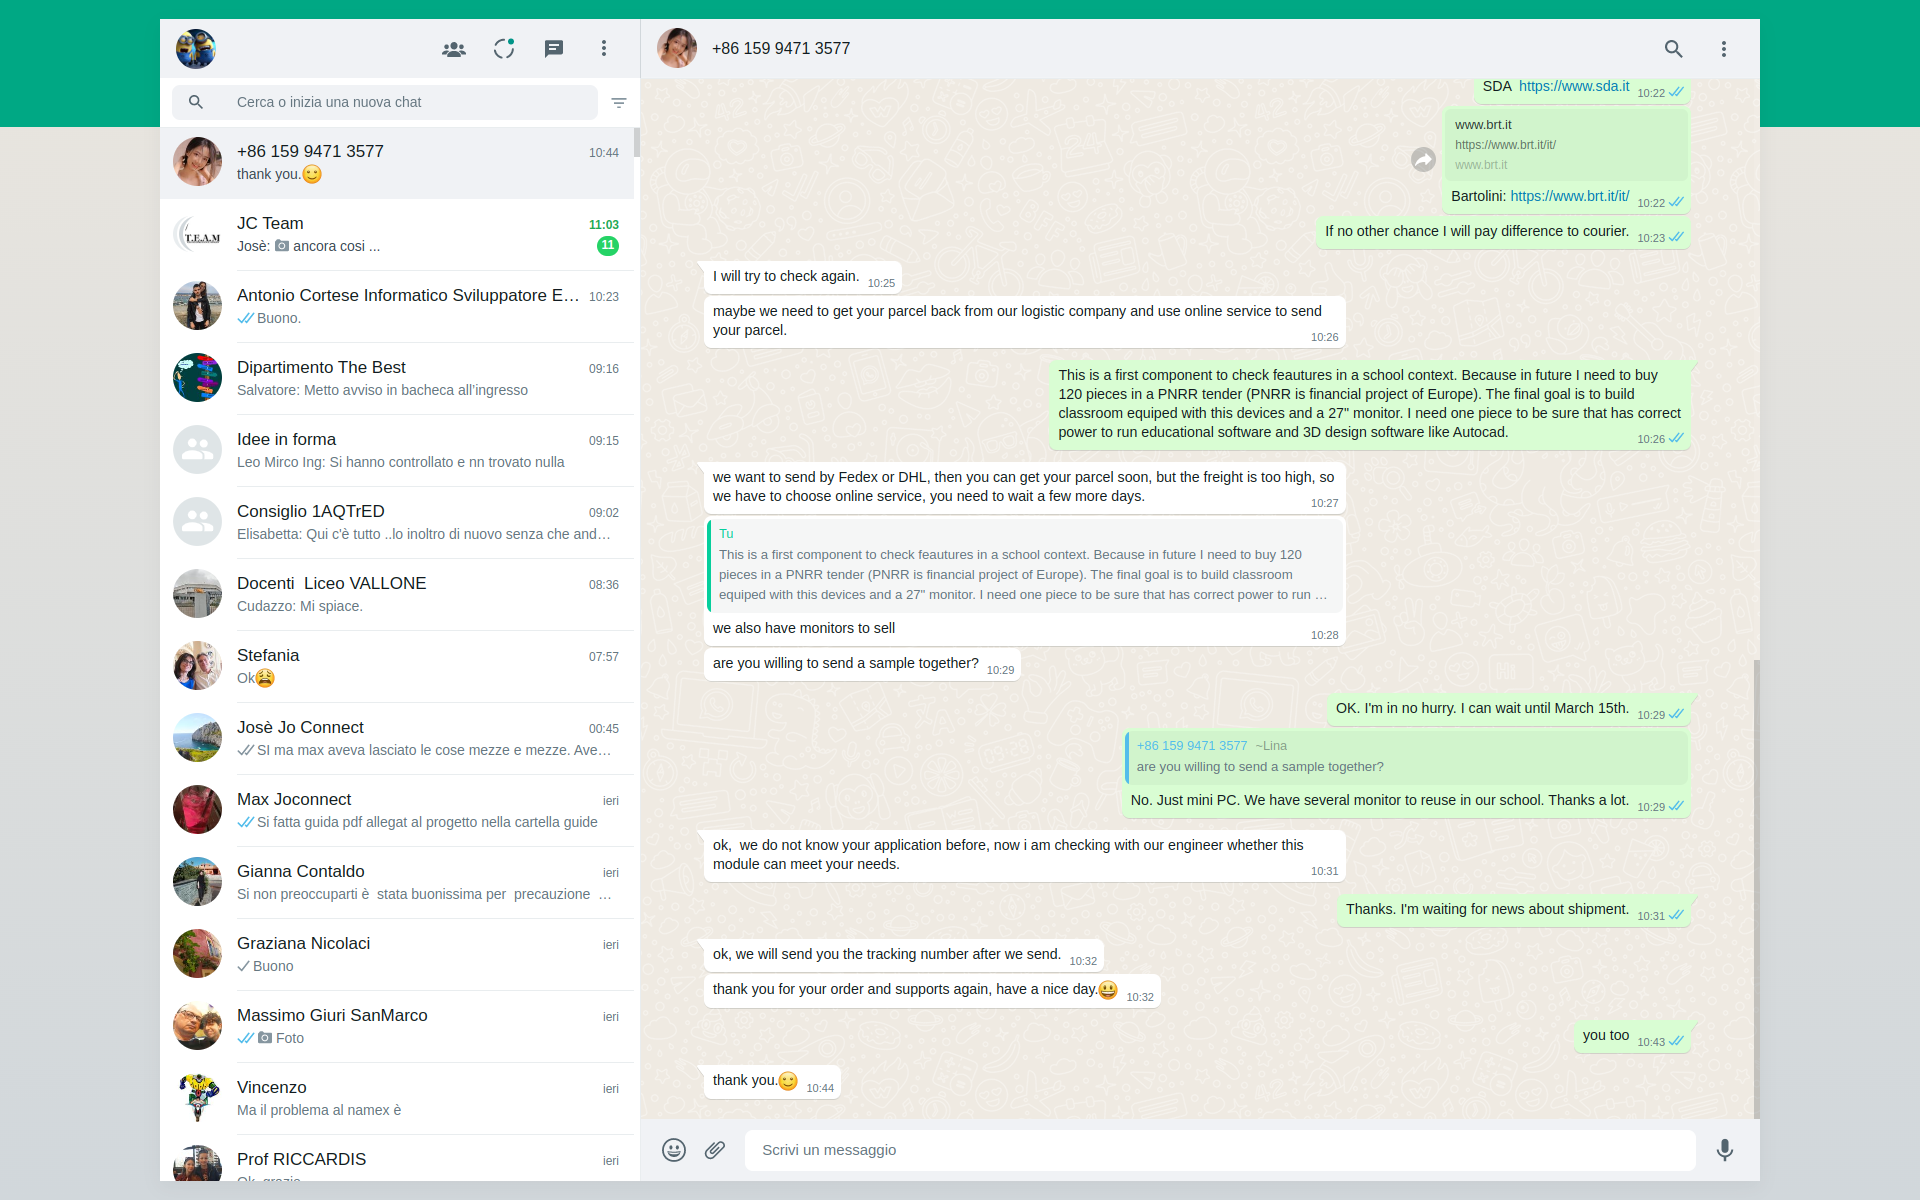 Cerca o inizia una nuova chat
+86 159 9471 3577
10:44
thank you.😊
T.E.A.M
JC Team
11:03
Josè: ancora cosi ...
11
Antonio Cortese Informatico Sviluppatore E…
10:23
Buono.
Dipartimento The Best
09:16
Salvatore: Metto avviso in bacheca all'ingresso
Idee in forma
09:15
Leo Mirco Ing: Si hanno controllato e nn trovato nulla
Consiglio 1AQTrED
09:02
Elisabetta: Qui c'è tutto ..lo inoltro di nuovo senza che and…
Docenti  Liceo VALLONE
08:36
Cudazzo: Mi spiace.
Stefania
07:57
Ok😩
Josè Jo Connect
00:45
SI ma max aveva lasciato le cose mezze e mezze. Ave…
Max Joconnect
ieri
Si fatta guida pdf allegat al progetto nella cartella guide
Gianna Contaldo
ieri
Si non preoccuparti è  stata buonissima per  precauzione  …
Graziana Nicolaci
ieri
Buono
Massimo Giuri SanMarco
ieri
Foto
Vincenzo
ieri
Ma il problema al namex è
Prof RICCARDIS
ieri
+86 159 9471 3577
SDA  https://www.sda.it
10:22
www.brt.it
https://www.brt.it/it/
www.brt.it
Bartolini: https://www.brt.it/it/
10:22
If no other chance I will pay difference to courier.
10:23
I will try to check again.
10:25
maybe we need to get your parcel back from our logistic company and use online service to send
your parcel.
10:26
This is a first component to check feautures in a school context. Because in future I need to buy
120 pieces in a PNRR tender (PNRR is financial project of Europe). The final goal is to build
classroom equiped with this devices and a 27" monitor. I need one piece to be sure that has correct
power to run educational software and 3D design software like Autocad.
10:26
we want to send by Fedex or DHL, then you can get your parcel soon, but the freight is too high, so
we have to choose online service, you need to wait a few more days.
10:27
Tu
This is a first component to check feautures in a school context. Because in future I need to buy 120
pieces in a PNRR tender (PNRR is financial project of Europe). The final goal is to build classroom
equiped with this devices and a 27" monitor. I need one piece to be sure that has correct power to run …
we also have monitors to sell
10:28
are you willing to send a sample together?
10:29
OK. I'm in no hurry. I can wait until March 15th.
10:29
+86 159 9471 3577  ~Lina
are you willing to send a sample together?
No. Just mini PC. We have several monitor to reuse in our school. Thanks a lot.
10:29
ok,  we do not know your application before, now i am checking with our engineer whether this
module can meet your needs.
10:31
Thanks. I'm waiting for news about shipment.
10:31
ok, we will send you the tracking number after we send.
10:32
thank you for your order and supports again, have a nice day.😃
10:32
you too
10:43
thank you.😊
10:44
Scrivi un messaggio